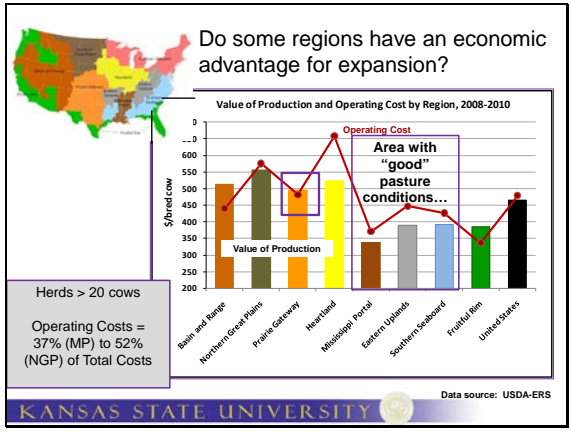 Do some regions have an economic
advantage for expansion?
Value of Production and Operating Cost by Region, 2008-2010
Operating Cost
Area with
“good”
pasture
conditions…
$/bred cow
600
550
500
450
400
350
300
250
200
Value of Production
Basin and Range
Northern Great Plains
Prairie Gateway
Heartland
Mississippi Portal
Eastern Uplands
Southern Seaboard
Fruitful Rim
United States
Herds > 20 cows
Operating Costs =
37% (MP) to 52%
(NGP) of Total Costs
Data source: USDA-ERS
KANSAS STATE UNIVERSITY